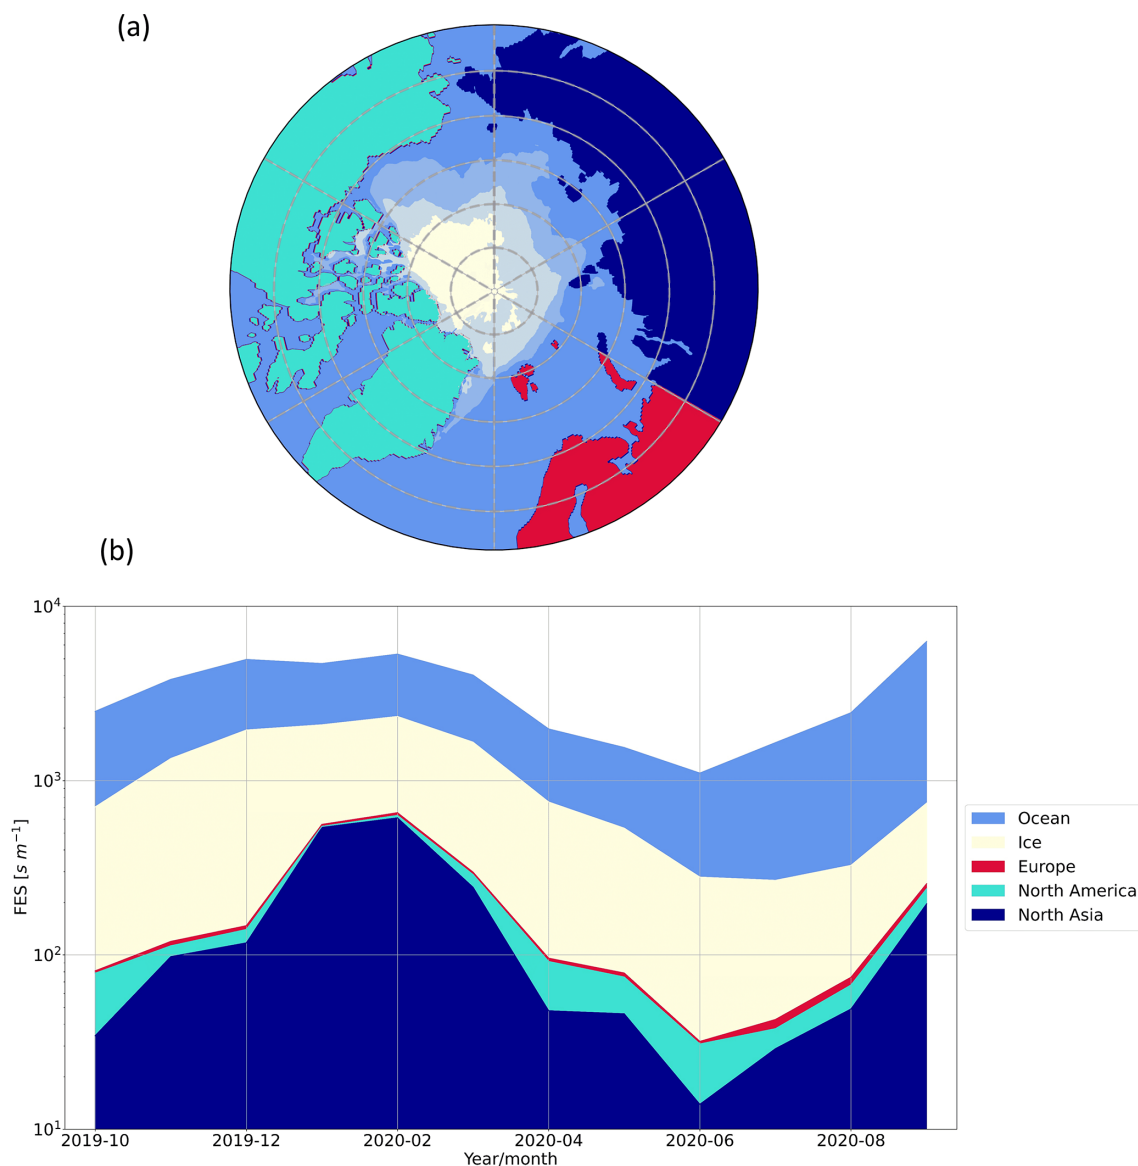 (a)
(b)
10⁴
10³
10²
10¹
FES [s m⁻¹]
2019-10 2019-12 2020-02 2020-04 2020-06 2020-08
Year/month
Ocean
Ice
Europe
North America
North Asia